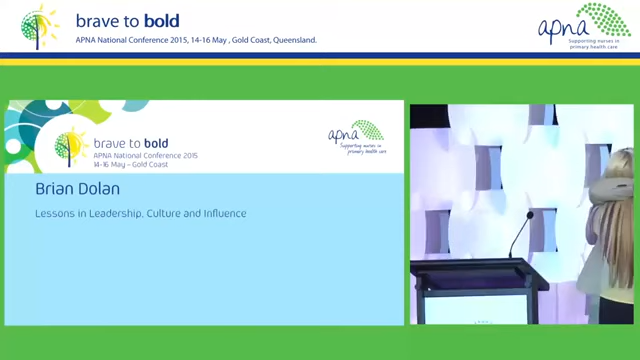 brave to bold
APNA National Conference 2015, 14-16 May , Gold Coast, Queensland.
apna
Supporting nurses in
primary health care
brave to bold
APNA National Conference 2015
14-16 May – Gold Coast
apna
Supporting nurses in
primary health care
Brian Dolan
Lessons in Leadership, Culture and Influence